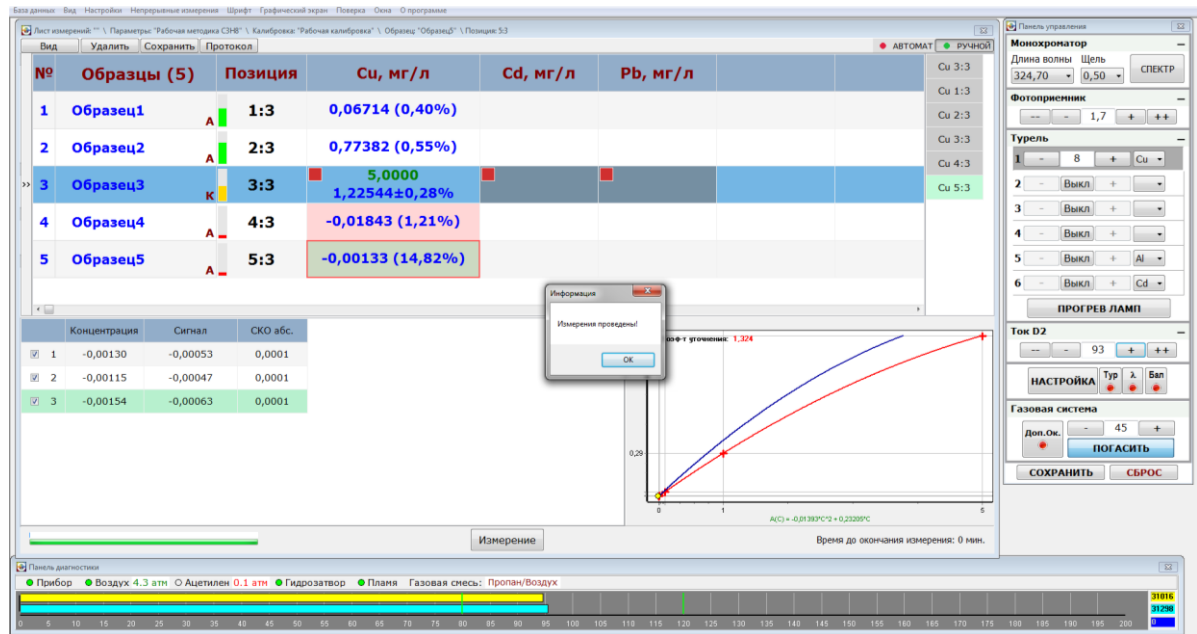 База данных Вид Настройки Непрерывные измерения Шрифт Графический экран Поверка Окна О программе
Лист измерений: "" \ Параметры: "Рабочая методика СЗН8" \ Калибровка: "Рабочая калибровка" \ Образец: "Образец5" \ Позиция: 5:3
Вид Удалить Сохранить Протокол АВТОМАТ РУЧНОЙ
№ Образцы (5) Позиция Cu, мг/л Cd, мг/л Pb, мг/л
1 Образец1 А 1:3 0,06714 (0,40%)
2 Образец2 А 2:3 0,77382 (0,55%)
>> 3 Образец3 К 3:3 5,0000
1,22544±0,28%
4 Образец4 А 4:3 -0,01843 (1,21%)
5 Образец5 А 5:3 -0,00133 (14,82%)
Cu 3:3
Cu 1:3
Cu 2:3
Cu 3:3
Cu 4:3
Cu 5:3
Концентрация Сигнал СКО абс.
1 -0,00130 -0,00053 0,0001
2 -0,00115 -0,00047 0,0001
3 -0,00154 -0,00063 0,0001
Информация
Измерения проведены!
OK
уточнения: 1,324
0,29
0 1 5
A(C) = -0,01393*C^2 + 0,23205*C
Измерение
Время до окончания измерения: 0 мин.
Панель управления
Монохроматор –
Длина волны Щель
324,70 0,50 СПЕКТР
Фотоприемник –
-- - 1,7 + ++
Турель –
1 - 8 + Cu
2 - Выкл +
3 - Выкл +
4 - Выкл +
5 - Выкл + Al
6 - Выкл + Cd
ПРОГРЕВ ЛАМП
Ток D2 –
-- - 93 + ++
НАСТРОЙКА Тур λ Бал
Газовая система
Доп.Ок. - 45 +
ПОГАСИТЬ
СОХРАНИТЬ СБРОС
Панель диагностики
Прибор Воздух 4.3 атм Ацетилен 0.1 атм Гидрозатвор Пламя Газовая смесь: Пропан/Воздух
31016
31298
0
0 5 10 15 20 25 30 35 40 45 50 55 60 65 70 75 80 85 90 95 100 105 110 115 120 125 130 135 140 145 150 155 160 165 170 175 180 185 190 195 200